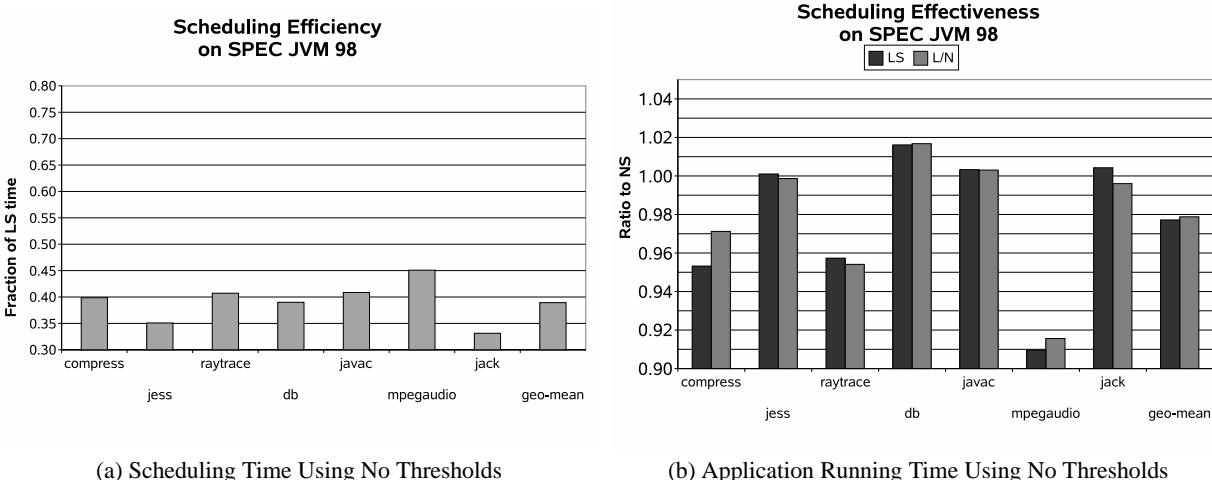 Scheduling Efficiency
on SPEC JVM 98
Fraction of LS time
0.80
0.75
0.70
0.65
0.60
0.55
0.50
0.45
0.40
0.35
0.30
compress
jess
raytrace
db
javac
mpegaudio
jack
geo-mean
(a) Scheduling Time Using No Thresholds
Scheduling Effectiveness
on SPEC JVM 98
LS L/N
Ratio to NS
1.04
1.02
1.00
0.98
0.96
0.94
0.92
0.90
compress
jess
raytrace
db
javac
mpegaudio
jack
geo-mean
(b) Application Running Time Using No Thresholds